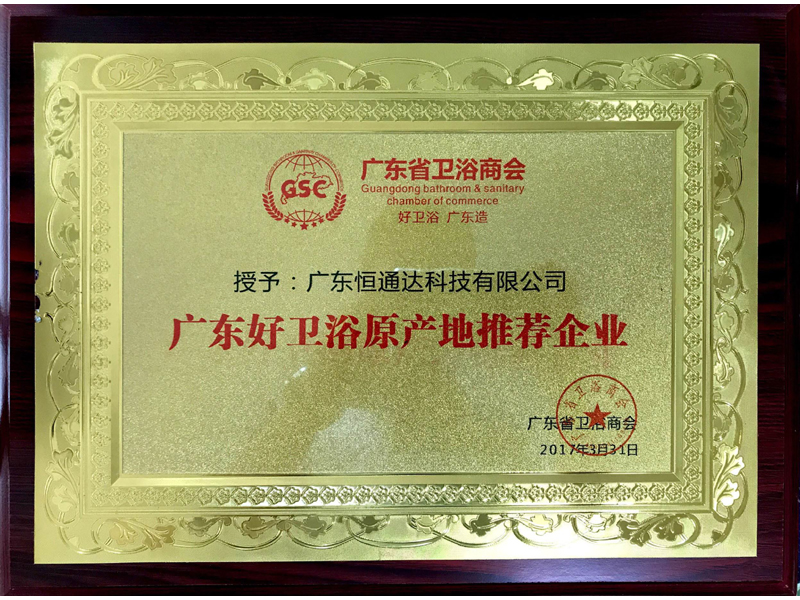 GSC
广东省卫浴商会
Guangdong bathroom & sanitary
chamber of commerce
好卫浴 广东造
授予：广东恒通达科技有限公司
广东好卫浴原产地推荐企业
广东省卫浴商会
2017年3月31日